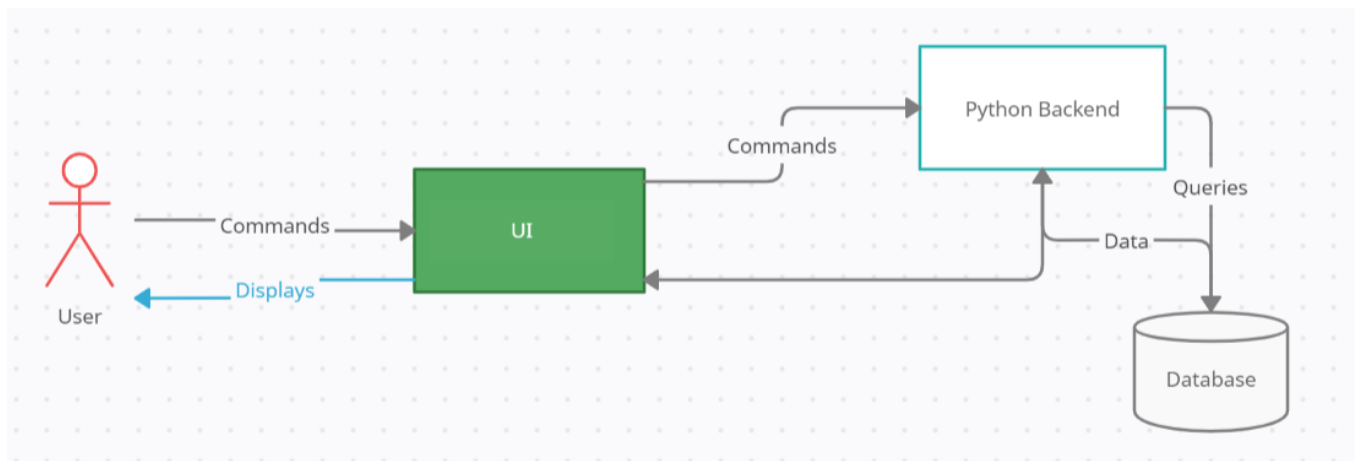 Python Backend
Commands
Queries
Commands
UI
Data
Displays
User
Database